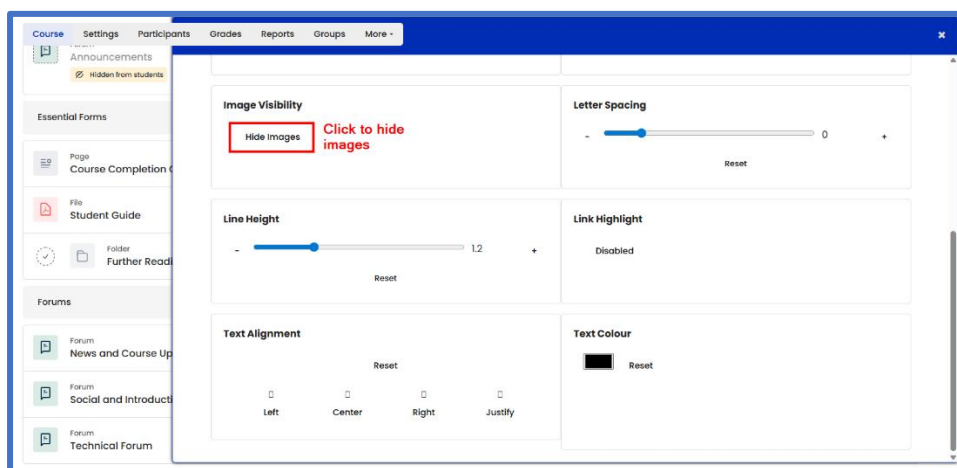 Course Settings Participants Grades Reports Groups More
Announcements
Hidden from students
Essential Forms
Page
Course Completion
File
Student Guide
Folder
Further Readi
Forums
Forum
News and Course Up
Forum
Social and Introducti
Forum
Technical Forum
Image Visibility
Hide Images
Click to hide
images
Letter Spacing
- 0 +
Reset
Line Height
- 1.2 +
Reset
Link Highlight
Disabled
Text Alignment
Reset
Left Center Right Justify
Text Colour
Reset